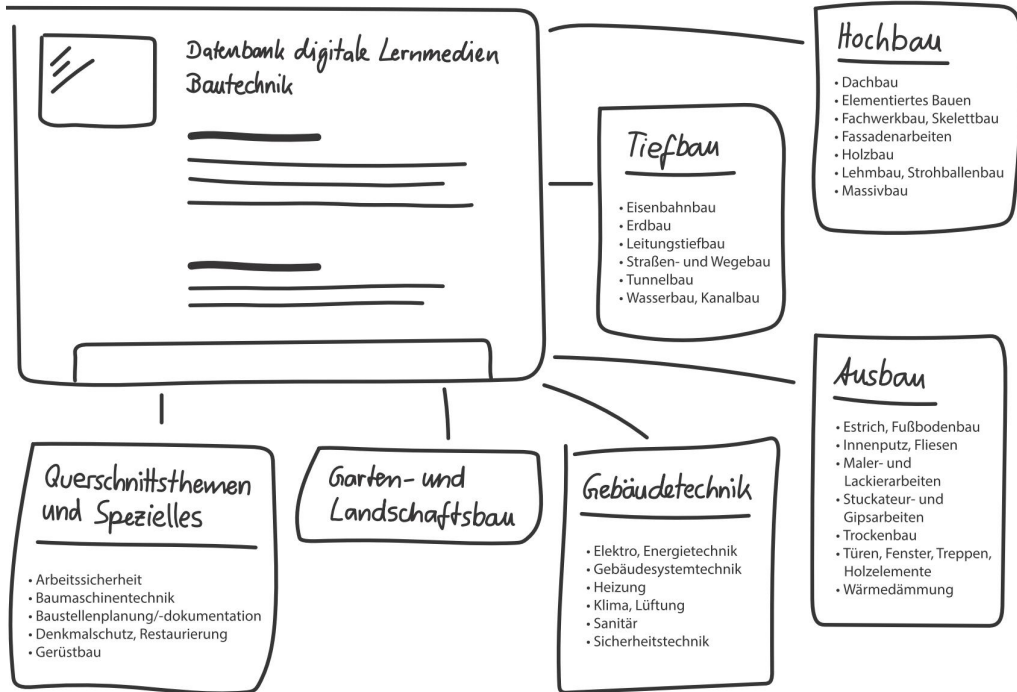 Datenbank digitale Lernmedien
Bautechnik
Hochbau
• Dachbau
• Elementiertes Bauen
• Fachwerkbau, Skelettbau
• Fassadenarbeiten
• Holzbau
• Lehmbau, Strohballenbau
• Massivbau
Tiefbau
• Eisenbahnbau
• Erdbau
• Leitungstiefbau
• Straßen- und Wegebau
• Tunnelbau
• Wasserbau, Kanalbau
Ausbau
• Estrich, Fußbodenbau
• Innenputz, Fliesen
• Maler- und
Lackierarbeiten
• Stuckateur- und
Gipsarbeiten
• Trockenbau
• Türen, Fenster, Treppen,
Holzelemente
• Wärmedämmung
Querschnittsthemen
und Spezielles
• Arbeitssicherheit
• Baumaschinentechnik
• Baustellenplanung/-dokumentation
• Denkmalschutz, Restaurierung
• Gerüstbau
Garten- und
Landschaftsbau
Gebäudetechnik
• Elektro, Energietechnik
• Gebäudesystemtechnik
• Heizung
• Klima, Lüftung
• Sanitär
• Sicherheitstechnik